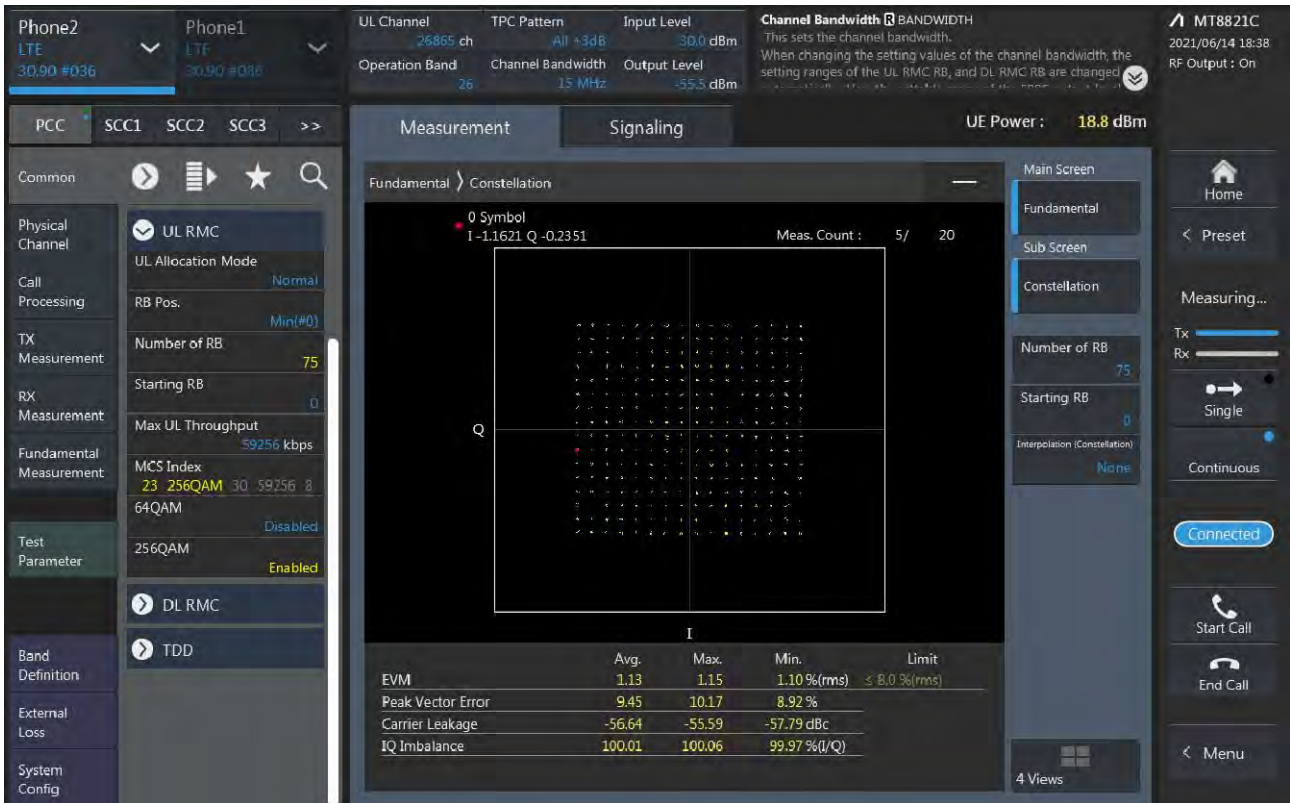 Phone2
LTE
30.90 #036
Phone1
LTE
30.90 #036
UL Channel
26865 ch
Operation Band
26
TPC Pattern
All +3dB
Channel Bandwidth
15 MHz
Input Level
30.0 dBm
Output Level
-55.5 dBm
Channel Bandwidth R BANDWIDTH
This sets the channel bandwidth.
When changing the setting values of the channel bandwidth, the
setting ranges of the UL RMC RB, and DL RMC RB are changed
MT8821C
2021/06/14 18:38
RF Output : On
PCC
SCC1
SCC2
SCC3
>>
Measurement
Signaling
UE Power : 18.8 dBm
Common
Physical
Channel
Call
Processing
TX
Measurement
RX
Measurement
Fundamental
Measurement
Test
Parameter
Band
Definition
External
Loss
System
Config
UL RMC
UL Allocation Mode
Normal
RB Pos.
Min(#0)
Number of RB
75
Starting RB
0
Max UL Throughput
59256 kbps
MCS Index
23 256QAM 30 59256 8
64QAM
Disabled
256QAM
Enabled
DL RMC
TDD
Fundamental ⟩ Constellation
0 Symbol
I -1.1621 Q -0.2351
Meas. Count : 5/ 20
Q
I
Avg. Max. Min. Limit
EVM 1.13 1.15 1.10 %(rms) ≤ 8.0 %(rms)
Peak Vector Error 9.45 10.17 8.92 %
Carrier Leakage -56.64 -55.59 -57.79 dBc
IQ Imbalance 100.01 100.06 99.97 %(I/Q)
Main Screen
Fundamental
Sub Screen
Constellation
Number of RB
75
Starting RB
0
Interpolation (Constellation)
None
4 Views
Home
< Preset
Measuring...
Tx
Rx
Single
Continuous
Connected
Start Call
End Call
< Menu